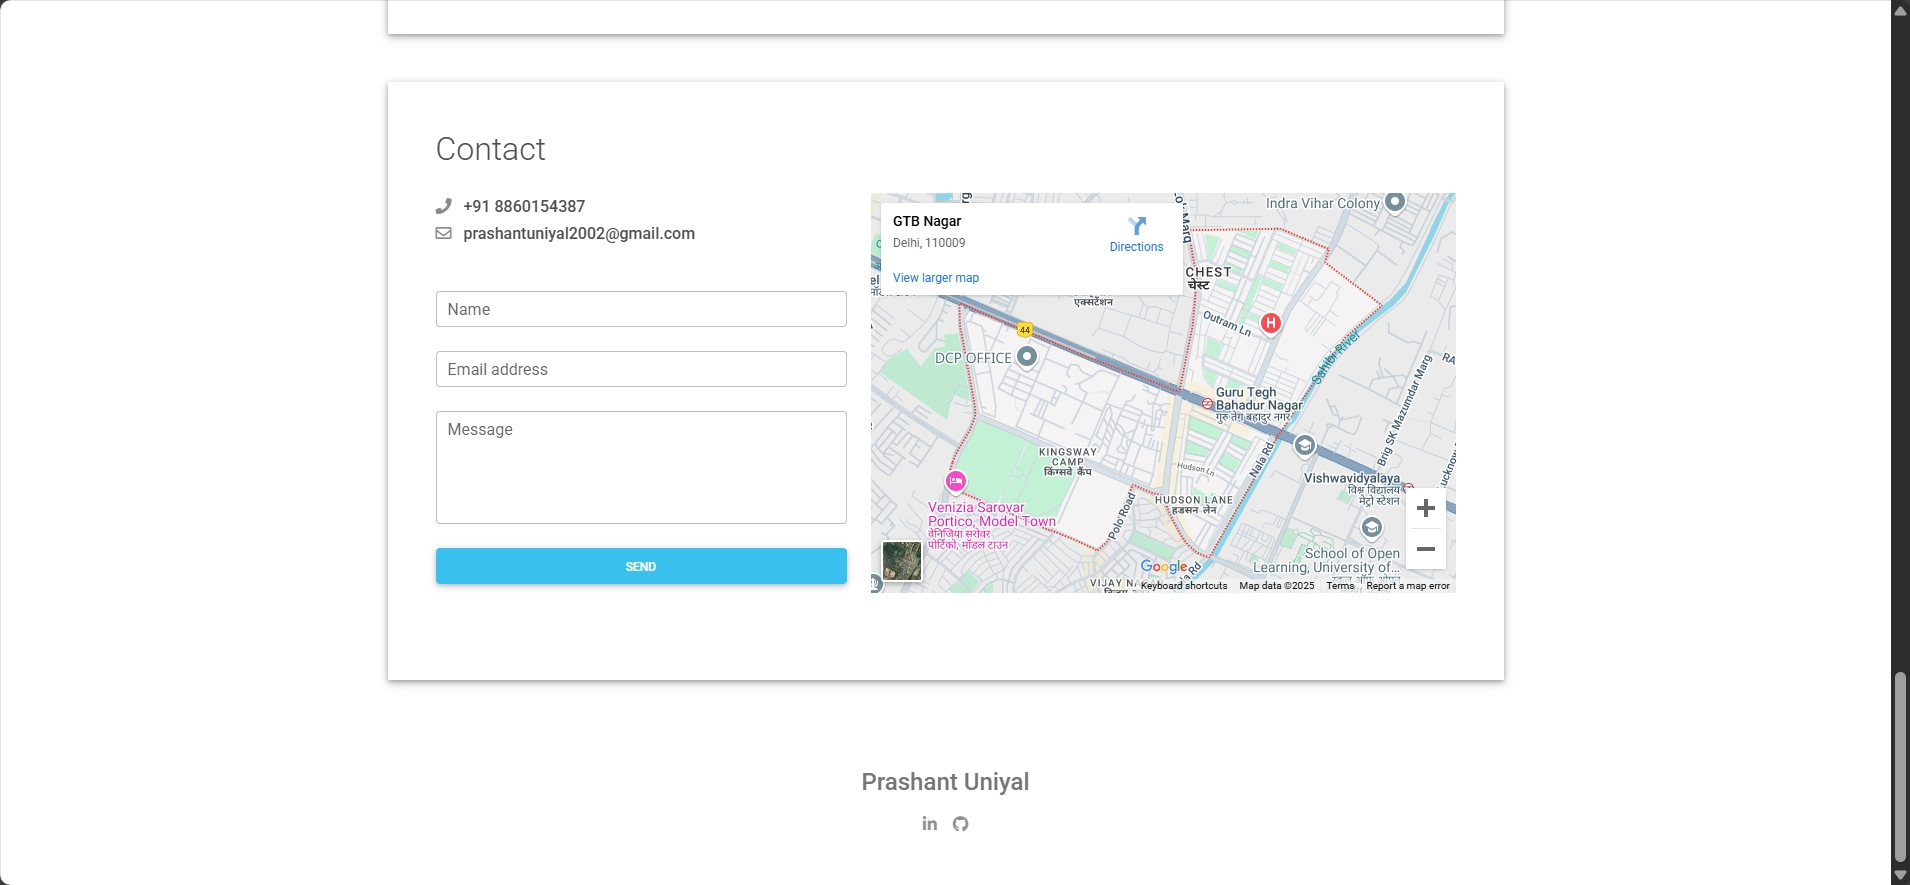 Contact
+91 8860154387
prashantuniyal2002@gmail.com
Name
Email address
Message
SEND
GTB Nagar
Delhi, 110009
Directions
View larger map
Indra Vihar Colony
CHEST
चेस्ट
एक्सटेंशन
Outram Ln
H
44
DCP OFFICE
Sahibi River
Guru Tegh
Bahadur Nagar
गुरु तेग़ बहादुर नगर
Brig SK Mazumdar Marg
KINGSWAY
CAMP
किंग्सवे कैंप
Hudson Ln
Nala Rd
Vishwavidyalaya
विश्व विद्यालय
मेट्रो स्टेशन
HUDSON LANE
हडसन लेन
Polo Road
Venizia Sarovar
Portico, Model Town
वेनिजिया सरोवर
पोर्टिको, मॉडल टाउन
School of Open
Learning, University of...
Google
Keyboard shortcuts
Map data ©2025
Terms
Report a map error
Prashant Uniyal
in